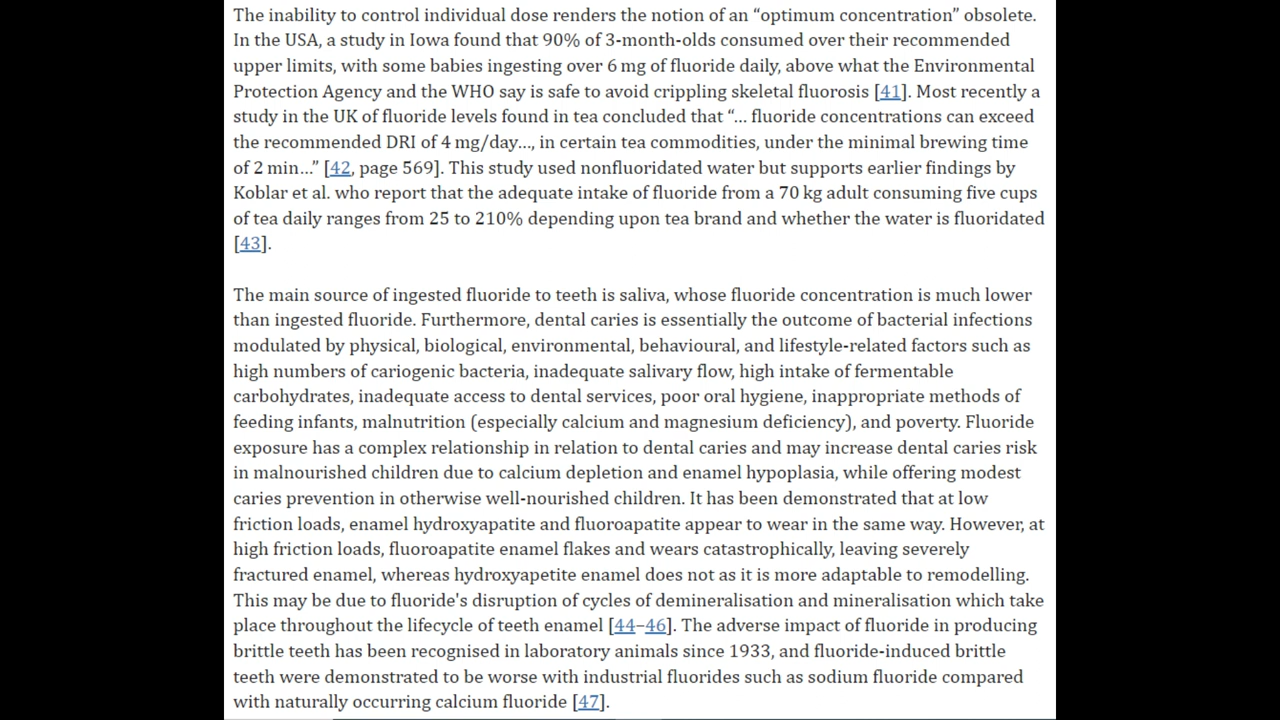 The inability to control individual dose renders the notion of an “optimum concentration” obsolete.
In the USA, a study in Iowa found that 90% of 3-month-olds consumed over their recommended
upper limits, with some babies ingesting over 6 mg of fluoride daily, above what the Environmental
Protection Agency and the WHO say is safe to avoid crippling skeletal fluorosis [41]. Most recently a
study in the UK of fluoride levels found in tea concluded that “… fluoride concentrations can exceed
the recommended DRI of 4 mg/day…, in certain tea commodities, under the minimal brewing time
of 2 min…” [42, page 569]. This study used nonfluoridated water but supports earlier findings by
Koblar et al. who report that the adequate intake of fluoride from a 70 kg adult consuming five cups
of tea daily ranges from 25 to 210% depending upon tea brand and whether the water is fluoridated
[43].
The main source of ingested fluoride to teeth is saliva, whose fluoride concentration is much lower
than ingested fluoride. Furthermore, dental caries is essentially the outcome of bacterial infections
modulated by physical, biological, environmental, behavioural, and lifestyle-related factors such as
high numbers of cariogenic bacteria, inadequate salivary flow, high intake of fermentable
carbohydrates, inadequate access to dental services, poor oral hygiene, inappropriate methods of
feeding infants, malnutrition (especially calcium and magnesium deficiency), and poverty. Fluoride
exposure has a complex relationship in relation to dental caries and may increase dental caries risk
in malnourished children due to calcium depletion and enamel hypoplasia, while offering modest
caries prevention in otherwise well-nourished children. It has been demonstrated that at low
friction loads, enamel hydroxyapatite and fluoroapatite appear to wear in the same way. However, at
high friction loads, fluoroapatite enamel flakes and wears catastrophically, leaving severely
fractured enamel, whereas hydroxyapetite enamel does not as it is more adaptable to remodelling.
This may be due to fluoride's disruption of cycles of demineralisation and mineralisation which take
place throughout the lifecycle of teeth enamel [44–46]. The adverse impact of fluoride in producing
brittle teeth has been recognised in laboratory animals since 1933, and fluoride-induced brittle
teeth were demonstrated to be worse with industrial fluorides such as sodium fluoride compared
with naturally occurring calcium fluoride [47].